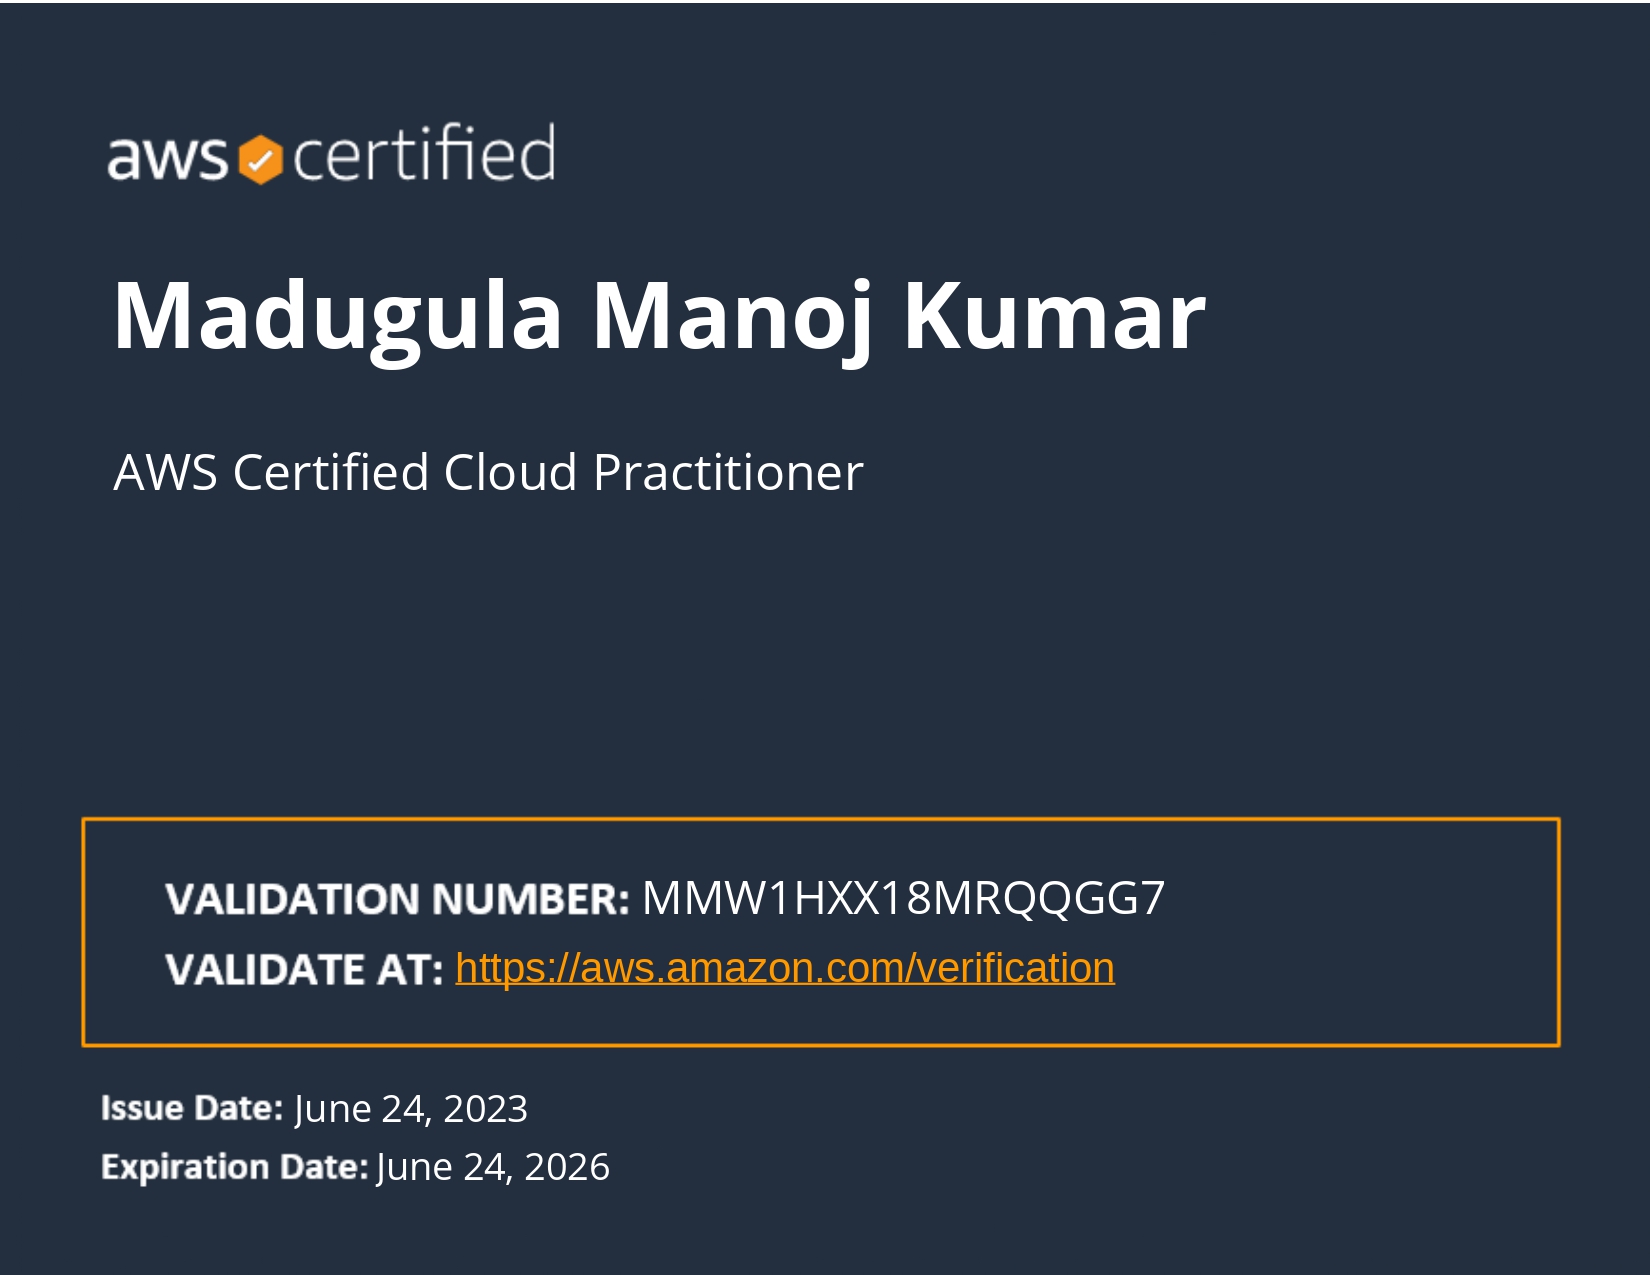 aws certified
Madugula Manoj Kumar
AWS Certified Cloud Practitioner
VALIDATION NUMBER: MMW1HXX18MRQQGG7
VALIDATE AT: https://aws.amazon.com/verification
Issue Date: June 24, 2023
Expiration Date: June 24, 2026